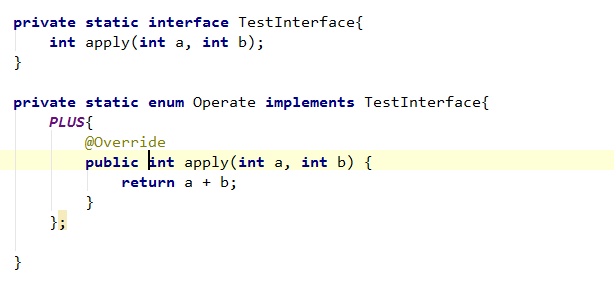 private static interface TestInterface{
    int apply(int a, int b);
}
private static enum Operate implements TestInterface{
    PLUS{
        @Override
        public int apply(int a, int b) {
            return a + b;
        }
    };
}